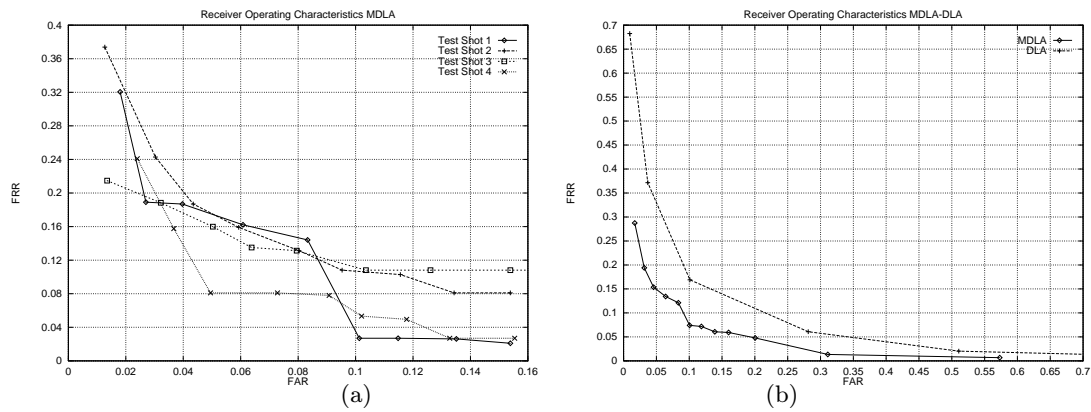 Receiver Operating Characteristics MDLA
0.4
0.36
0.32
0.28
0.24
0.2
0.16
0.12
0.08
0.04
0
FRR
Test Shot 1
Test Shot 2
Test Shot 3
Test Shot 4
0 0.02 0.04 0.06 0.08 0.1 0.12 0.14 0.16
FAR
(a)
Receiver Operating Characteristics MDLA-DLA
0.7
0.65
0.6
0.55
0.5
0.45
0.4
0.35
0.3
0.25
0.2
0.15
0.1
0.05
0
FRR
MDLA
DLA
0 0.05 0.1 0.15 0.2 0.25 0.3 0.35 0.4 0.45 0.5 0.55 0.6 0.65 0.7
FAR
(b)